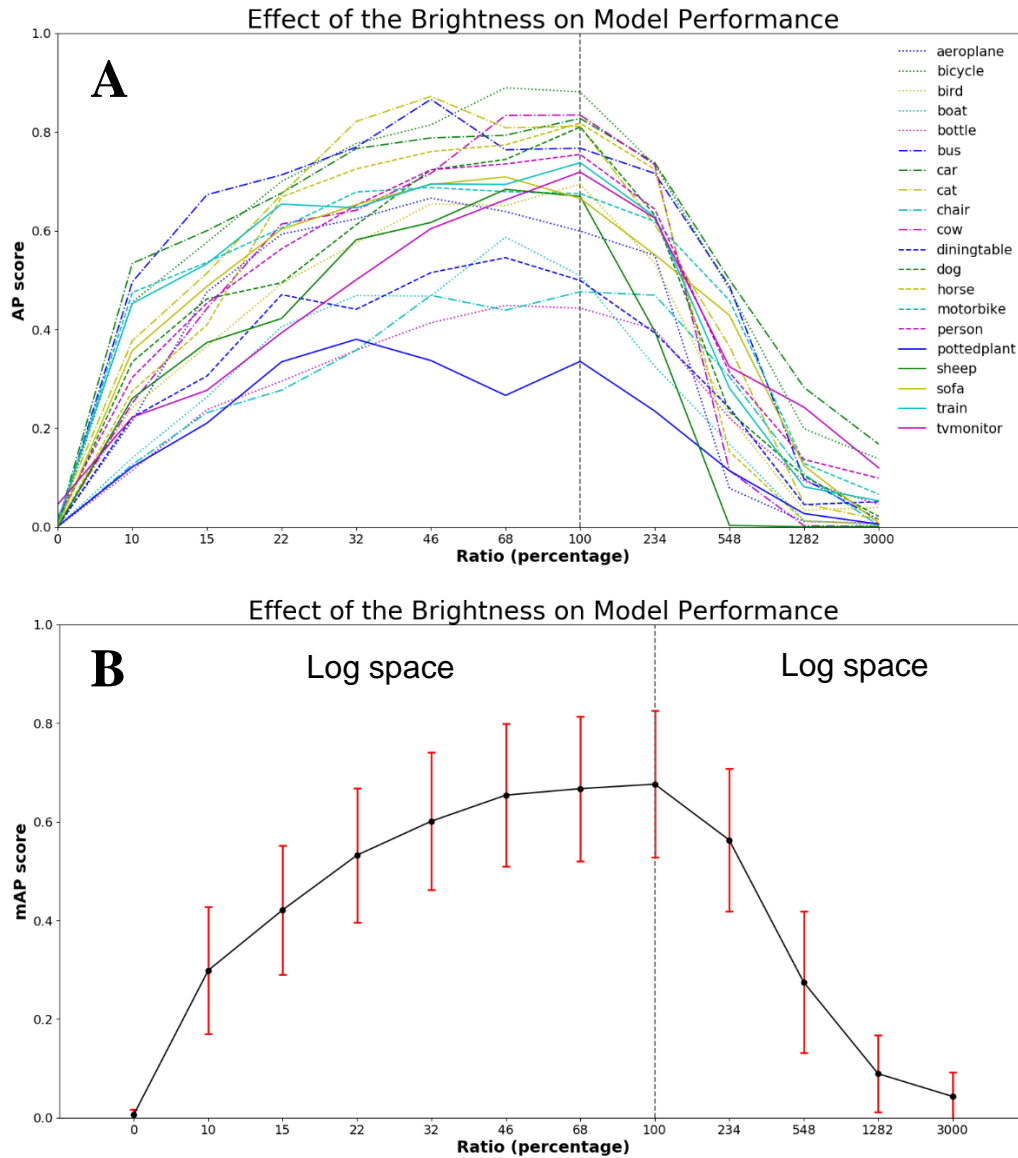 Effect of the Brightness on Model Performance
A
1.0
0.8
0.6
0.4
0.2
0.0
AP score
0 10 15 22 32 46 68 100 234 548 1282 3000
Ratio (percentage)
aeroplane
bicycle
bird
boat
bottle
bus
car
cat
chair
cow
diningtable
dog
horse
motorbike
person
pottedplant
sheep
sofa
train
tvmonitor
Effect of the Brightness on Model Performance
B
Log space
Log space
1.0
0.8
0.6
0.4
0.2
0.0
mAP score
0 10 15 22 32 46 68 100 234 548 1282 3000
Ratio (percentage)